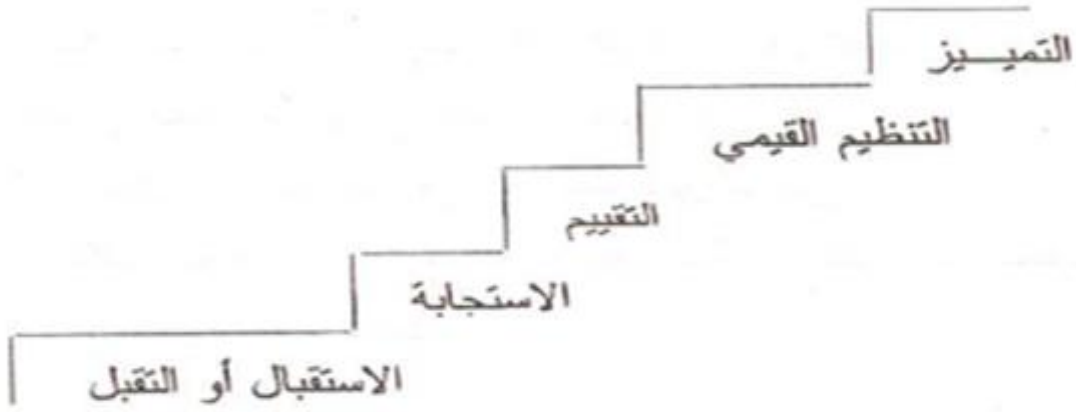 التميـــيز
التنظيم القيمي
التقييم
الاستجابة
الاستقبال أو التقبل